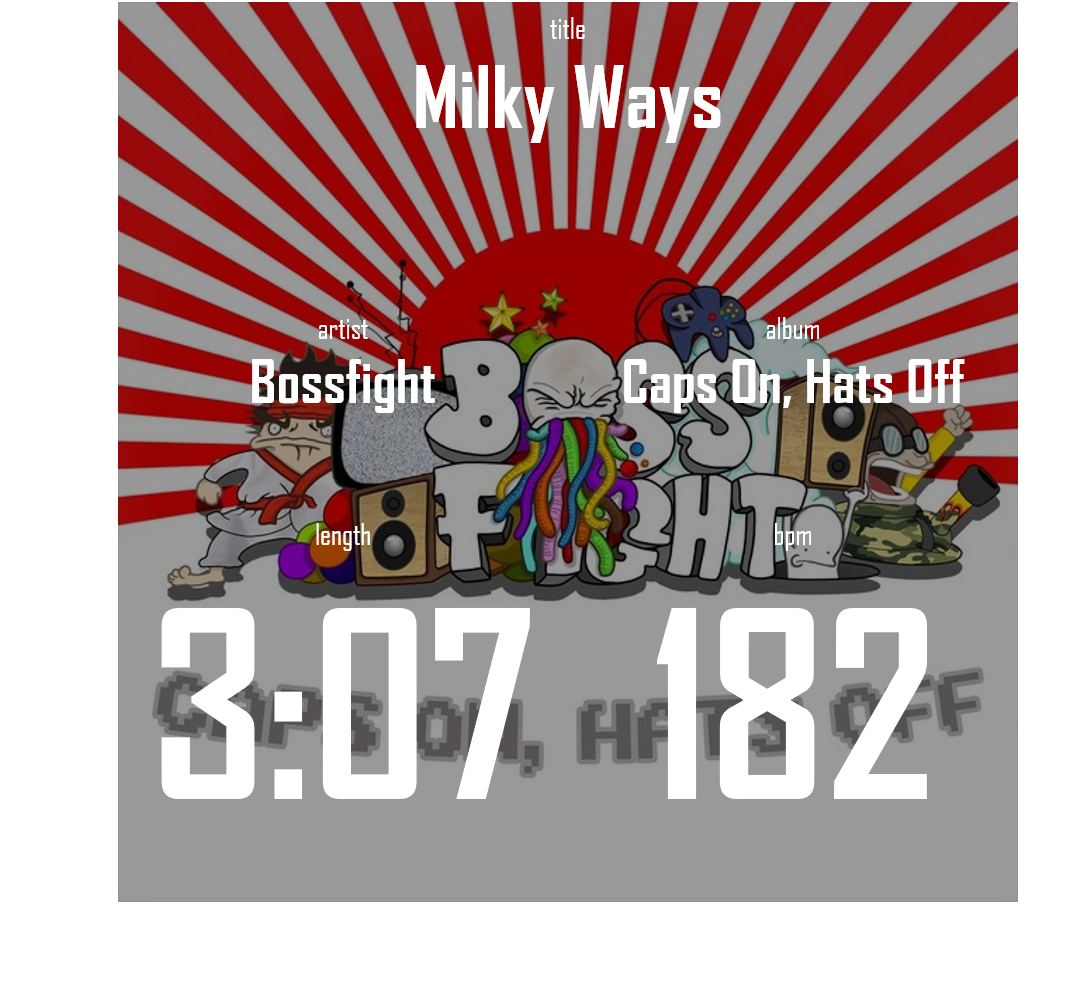 title
Milky Ways
artist
album
Bossfight
Caps On, Hats Off
BOSS
FIGHT
length
bpm
3:07
182
CAPS ON, HATS OFF